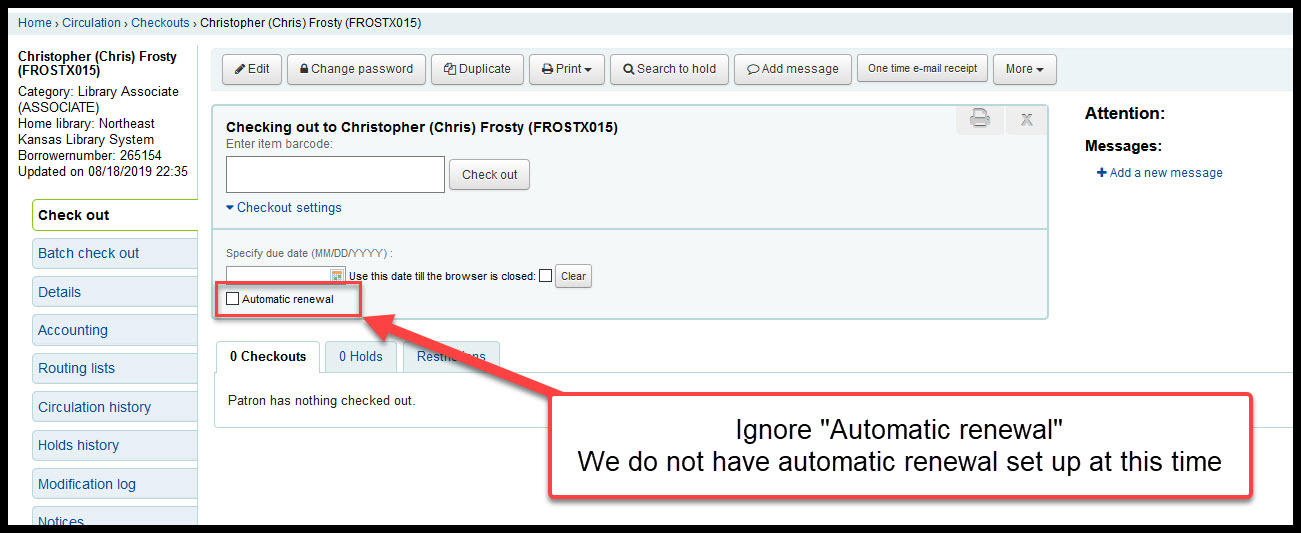 Home › Circulation › Checkouts › Christopher (Chris) Frosty (FROSTX015)
Christopher (Chris) Frosty
(FROSTX015)
Category: Library Associate
(ASSOCIATE)
Home library: Northeast
Kansas Library System
Borrowernumber: 265154
Updated on 08/18/2019 22:35
Check out
Batch check out
Details
Accounting
Routing lists
Circulation history
Holds history
Modification log
Notices
Edit
Change password
Duplicate
Print
Search to hold
Add message
One time e-mail receipt
More
Checking out to Christopher (Chris) Frosty (FROSTX015)
X
Enter item barcode:
Check out
Checkout settings
Specify due date (MM/DD/YYYY) :
Use this date till the browser is closed:
Clear
Automatic renewal
0 Checkouts
0 Holds
Restrictions
Patron has nothing checked out.
Attention:
Messages:
+ Add a new message
Ignore "Automatic renewal"
We do not have automatic renewal set up at this time